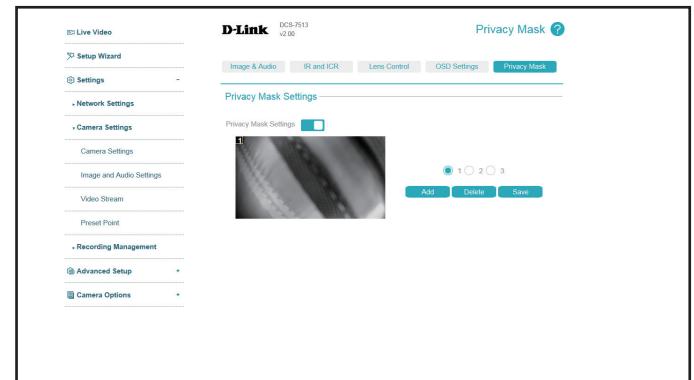 Live Video
Setup Wizard
Settings -
Network Settings
Camera Settings
Camera Settings
Image and Audio Settings
Video Stream
Preset Point
Recording Management
Advanced Setup +
Camera Options +
D-Link DCS-7513
v2.00
Privacy Mask ?
Image & Audio IR and ICR Lens Control OSD Settings Privacy Mask
Privacy Mask Settings
Privacy Mask Settings
1
1 2 3
Add Delete Save